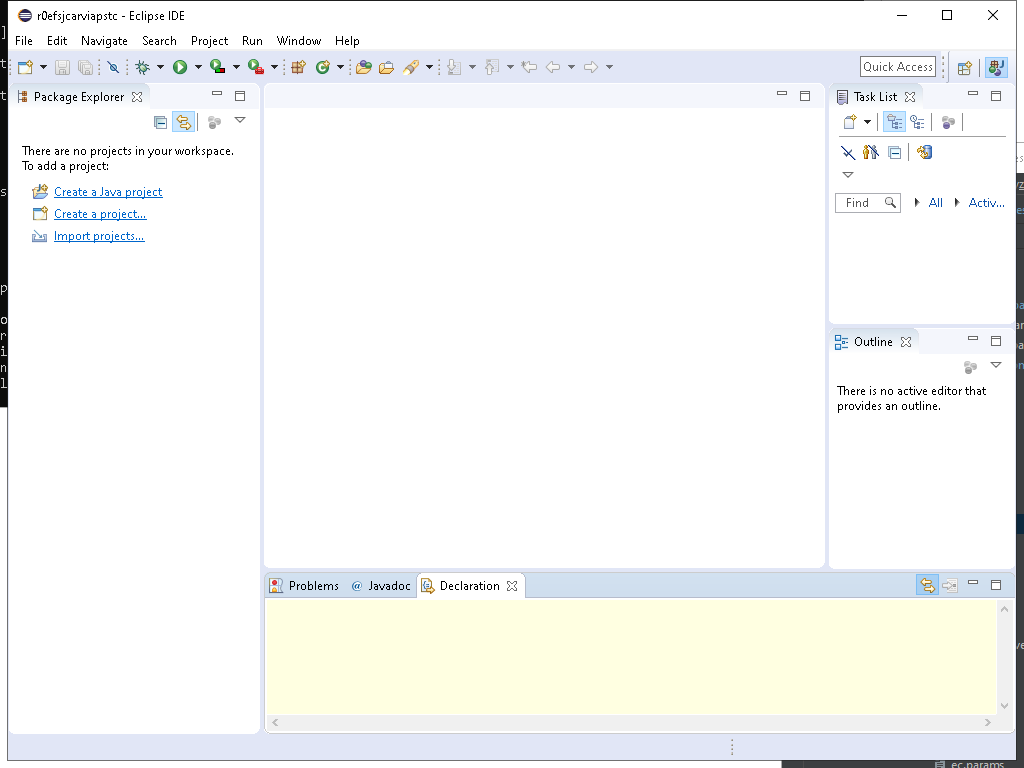 r0efsjcarviapstc - Eclipse IDE
File Edit Navigate Search Project Run Window Help
Quick Access
Package Explorer
There are no projects in your workspace.
To add a project:
Create a Java project
Create a project...
Import projects...
Task List
Find All Activ...
Outline
There is no active editor that
provides an outline.
Problems @ Javadoc Declaration
ec.params